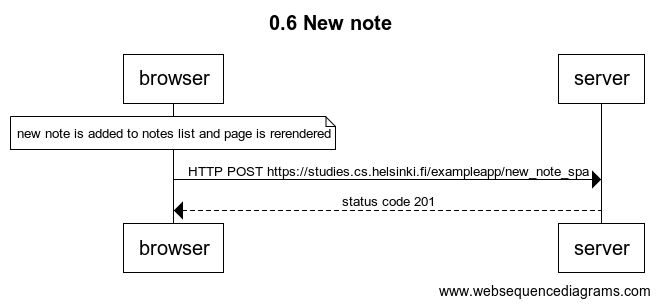 0.6 New note
browser
server
new note is added to notes list and page is rerendered
HTTP POST https://studies.cs.helsinki.fi/exampleapp/new_note_spa
status code 201
browser
server
www.websequencediagrams.com